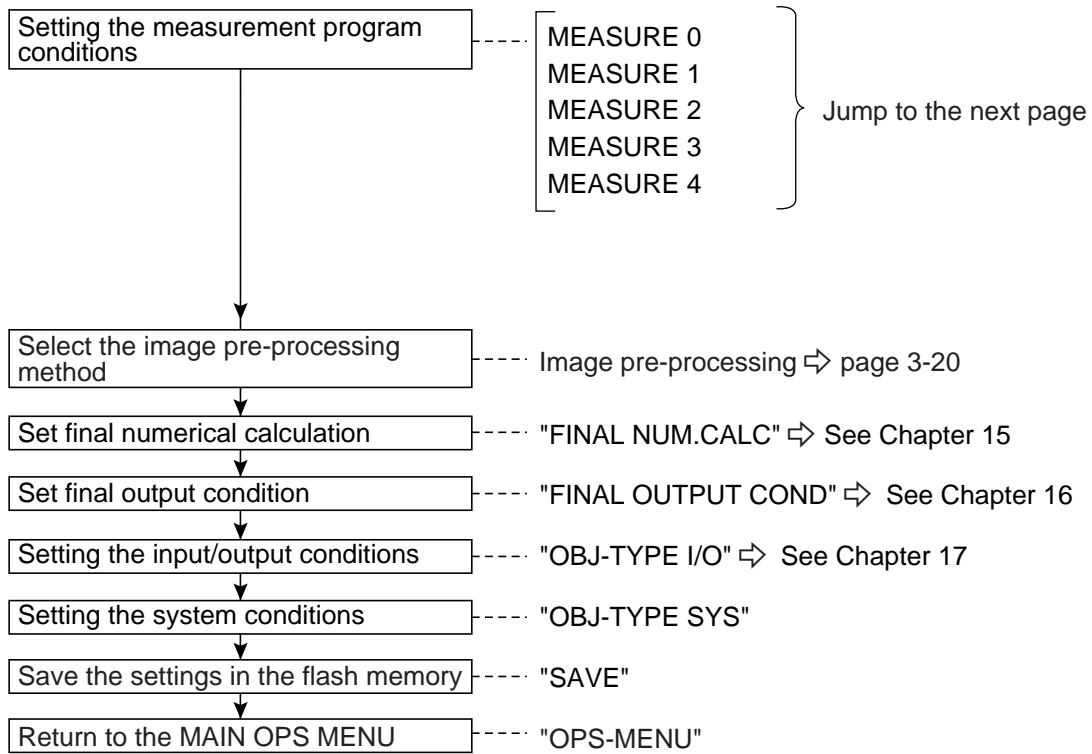 Setting the measurement program
conditions
MEASURE 0
MEASURE 1
MEASURE 2
MEASURE 3
MEASURE 4
Jump to the next page
Select the image pre-processing
method
Image pre-processing ⇨ page 3-20
Set final numerical calculation
"FINAL NUM.CALC" ⇨ See Chapter 15
Set final output condition
"FINAL OUTPUT COND" ⇨ See Chapter 16
Setting the input/output conditions
"OBJ-TYPE I/O" ⇨ See Chapter 17
Setting the system conditions
"OBJ-TYPE SYS"
Save the settings in the flash memory
"SAVE"
Return to the MAIN OPS MENU
"OPS-MENU"